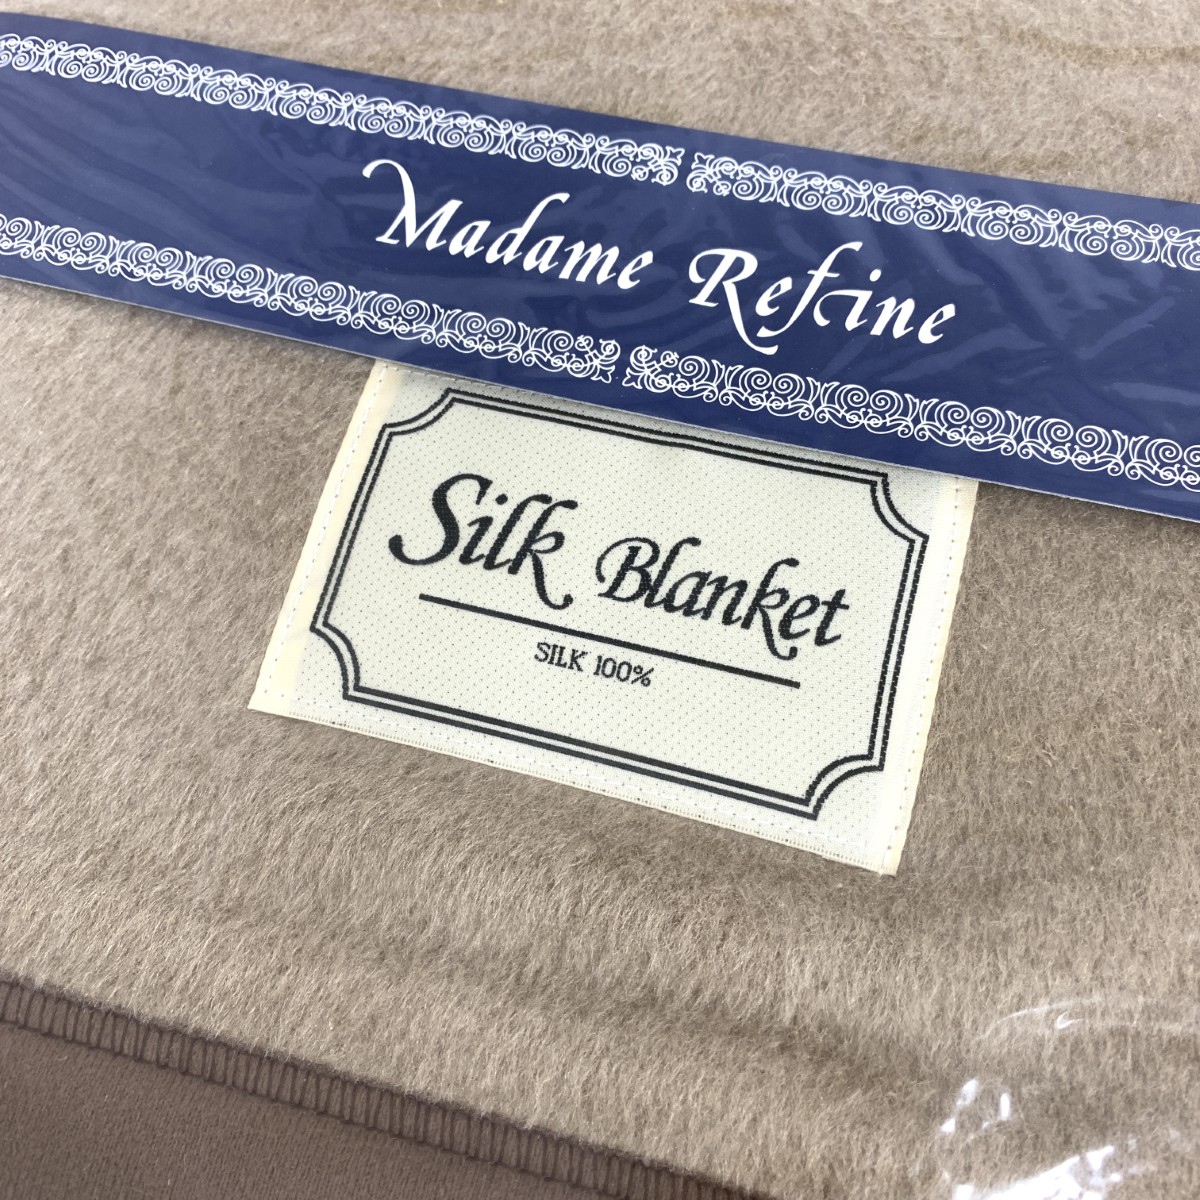 Madame Refine
Silk Blanket
SILK 100%